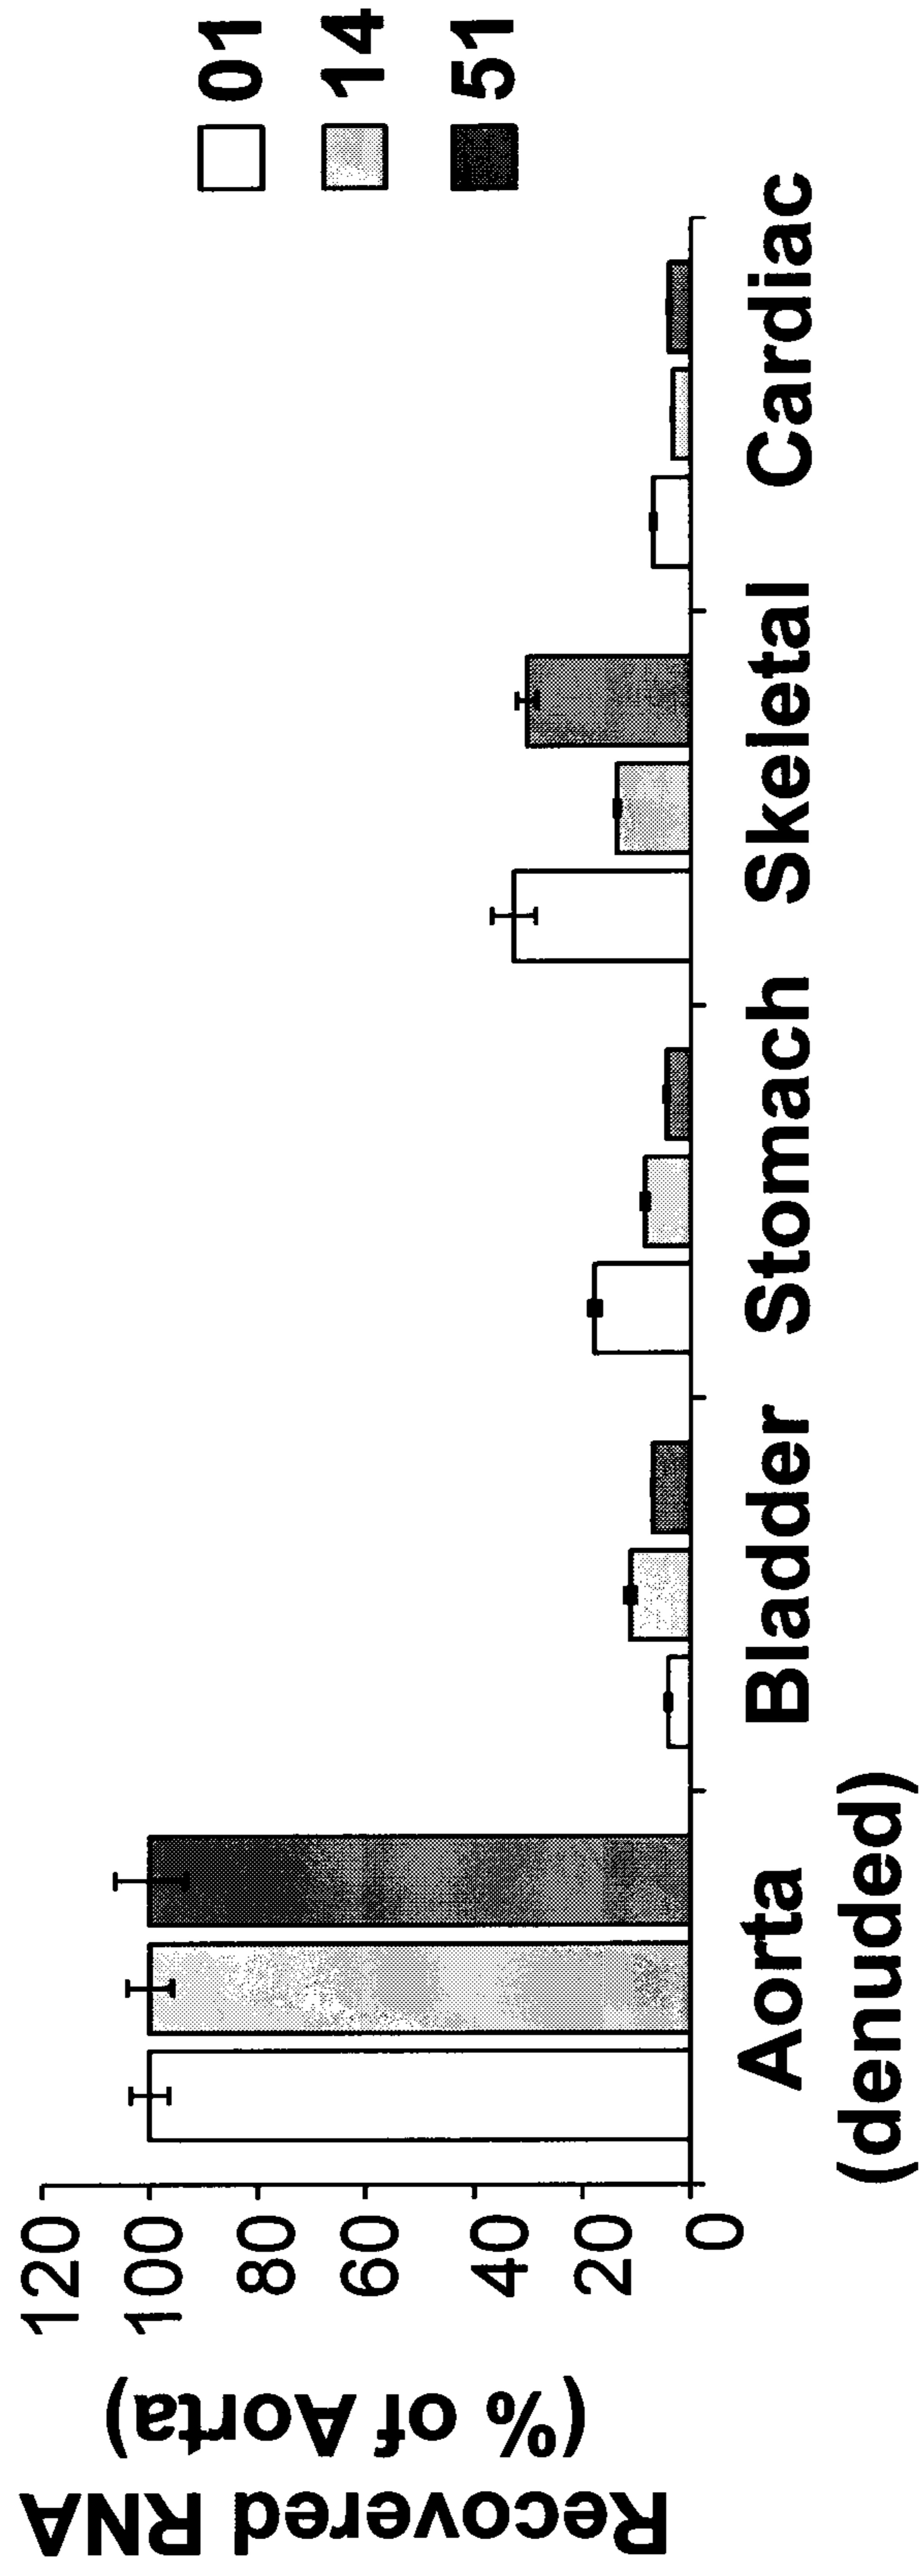 Recovered RNA
(% of Aorta)
120
100
80
60
40
20
0
Aorta
(denuded)
Bladder
Stomach
Skeletal
Cardiac
01
14
51